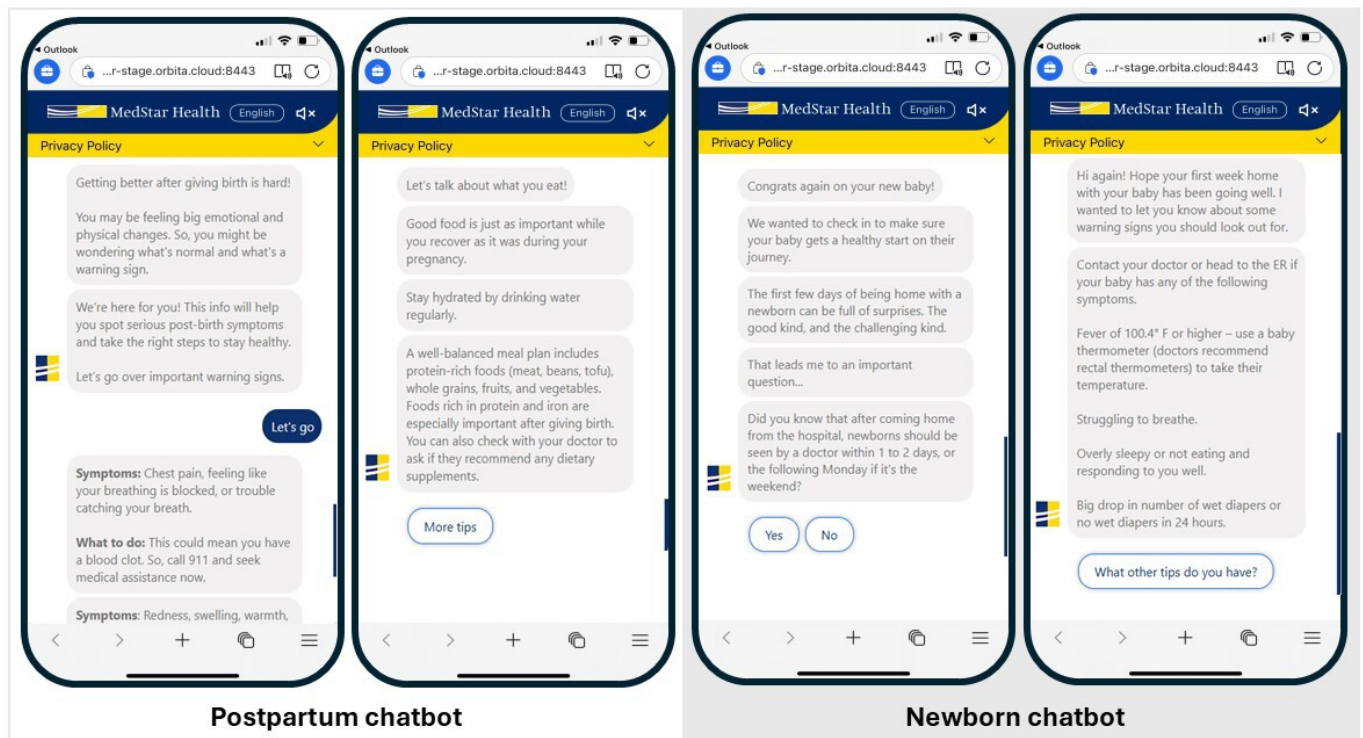 Outlook
...r-stage.orbita.cloud:8443
MedStar Health
English
Privacy Policy
Getting better after giving birth is hard!
You may be feeling big emotional and
physical changes. So, you might be
wondering what's normal and what's a
warning sign.
We're here for you! This info will help
you spot serious post-birth symptoms
and take the right steps to stay healthy.
Let's go over important warning signs.
Let's go
Symptoms: Chest pain, feeling like
your breathing is blocked, or trouble
catching your breath.
What to do: This could mean you have
a blood clot. So, call 911 and seek
medical assistance now.
Symptoms: Redness, swelling, warmth,
Outlook
...r-stage.orbita.cloud:8443
MedStar Health
English
Privacy Policy
Let's talk about what you eat!
Good food is just as important while
you recover as it was during your
pregnancy.
Stay hydrated by drinking water
regularly.
A well-balanced meal plan includes
protein-rich foods (meat, beans, tofu),
whole grains, fruits, and vegetables.
Foods rich in protein and iron are
especially important after giving birth.
You can also check with your doctor to
ask if they recommend any dietary
supplements.
More tips
Postpartum chatbot
Outlook
...r-stage.orbita.cloud:8443
MedStar Health
English
Privacy Policy
Congrats again on your new baby!
We wanted to check in to make sure
your baby gets a healthy start on their
journey.
The first few days of being home with a
newborn can be full of surprises. The
good kind, and the challenging kind.
That leads me to an important
question...
Did you know that after coming home
from the hospital, newborns should be
seen by a doctor within 1 to 2 days, or
the following Monday if it's the
weekend?
Yes
No
Outlook
...r-stage.orbita.cloud:8443
MedStar Health
English
Privacy Policy
Hi again! Hope your first week home
with your baby has been going well. I
wanted to let you know about some
warning signs you should look out for.
Contact your doctor or head to the ER if
your baby has any of the following
symptoms.
Fever of 100.4° F or higher – use a baby
thermometer (doctors recommend
rectal thermometers) to take their
temperature.
Struggling to breathe.
Overly sleepy or not eating and
responding to you well.
Big drop in number of wet diapers or
no wet diapers in 24 hours.
What other tips do you have?
Newborn chatbot